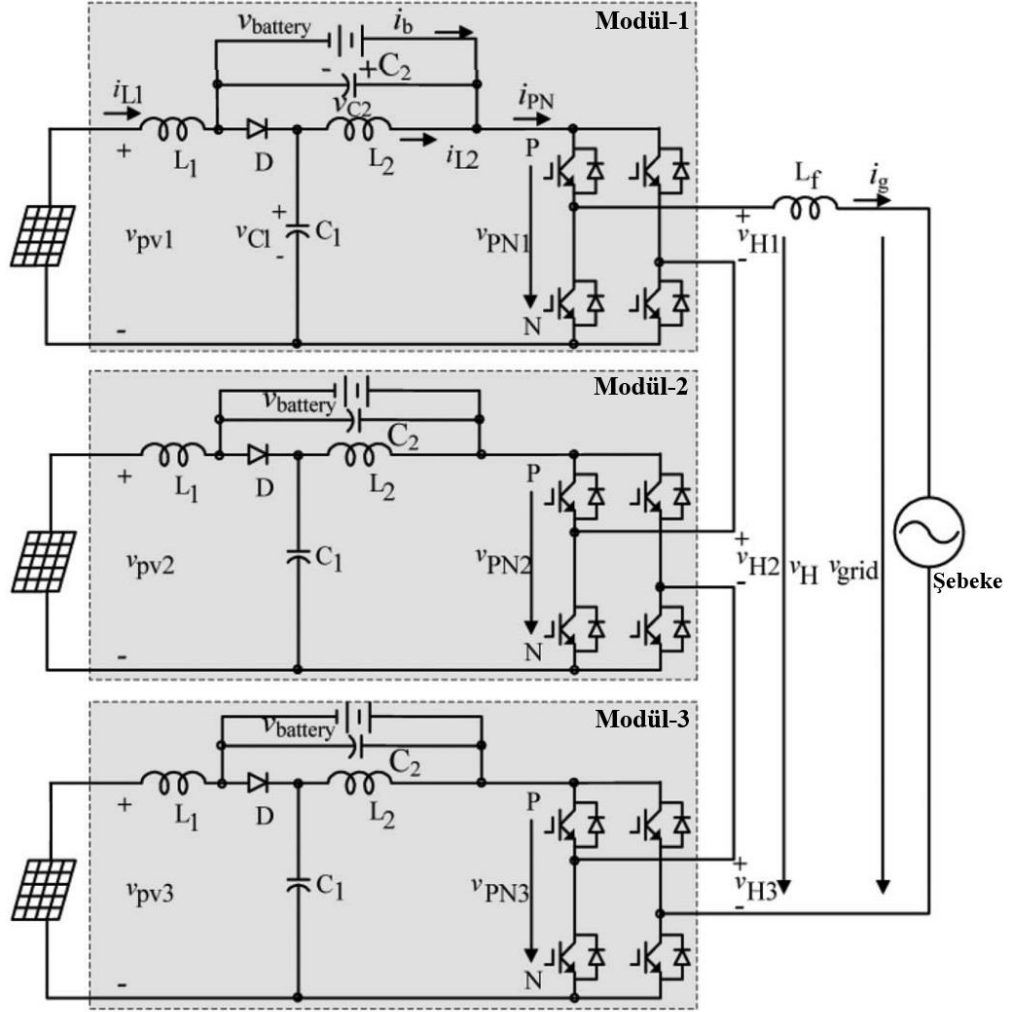 Modül-1
vbattery
ib
- + C2
vC2
iL1
L1
D
L2
iL2
iPN
+
vpv1
-
+
vC1
-
C1
P
vPN1
N
+
vH1
-
Lf
ig
Modül-2
vbattery
C2
+
L1
D
L2
vpv2
-
C1
P
vPN2
N
+
vH2
-
vH
vgrid
Şebeke
Modül-3
vbattery
C2
+
L1
D
L2
vpv3
-
C1
P
vPN3
N
+
vH3
-